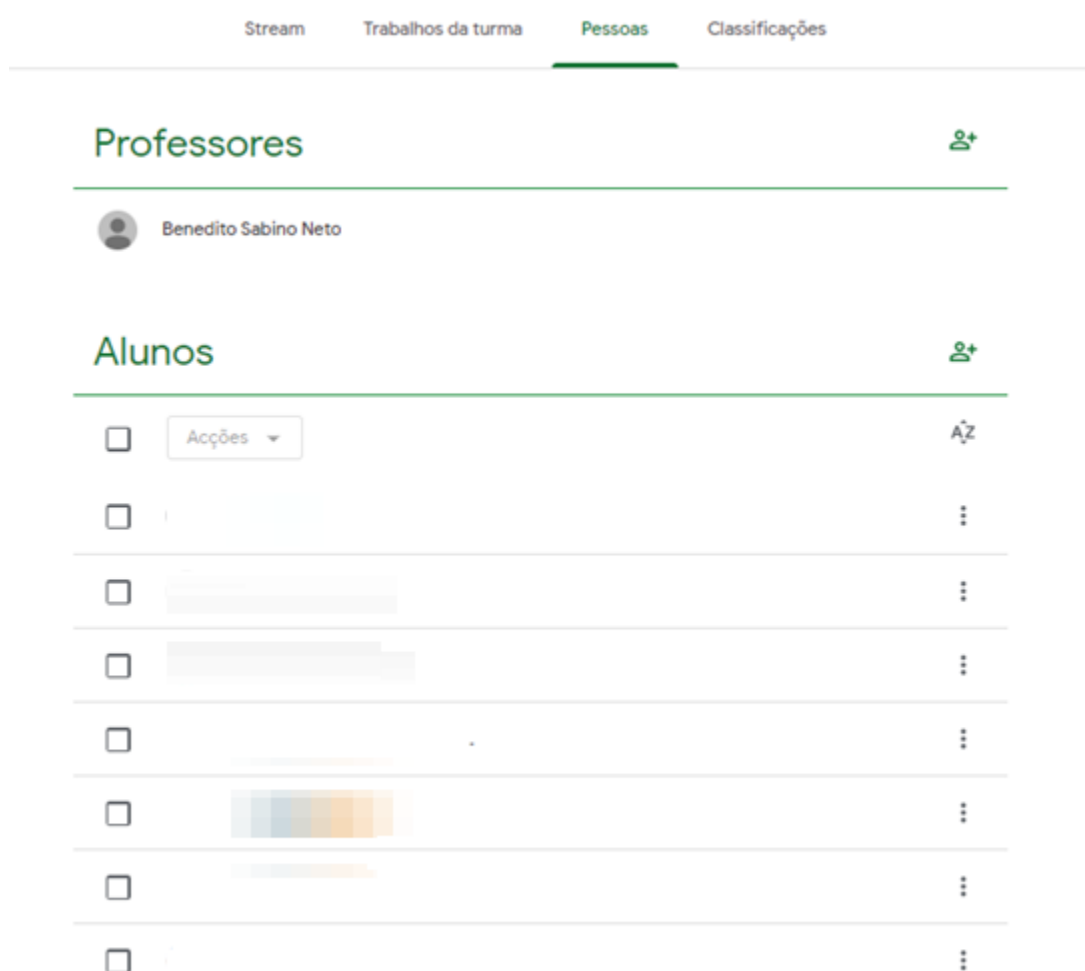 Stream Trabalhos da turma Pessoas Classificações
Professores
Benedito Sabino Neto
Alunos
Acções AZ